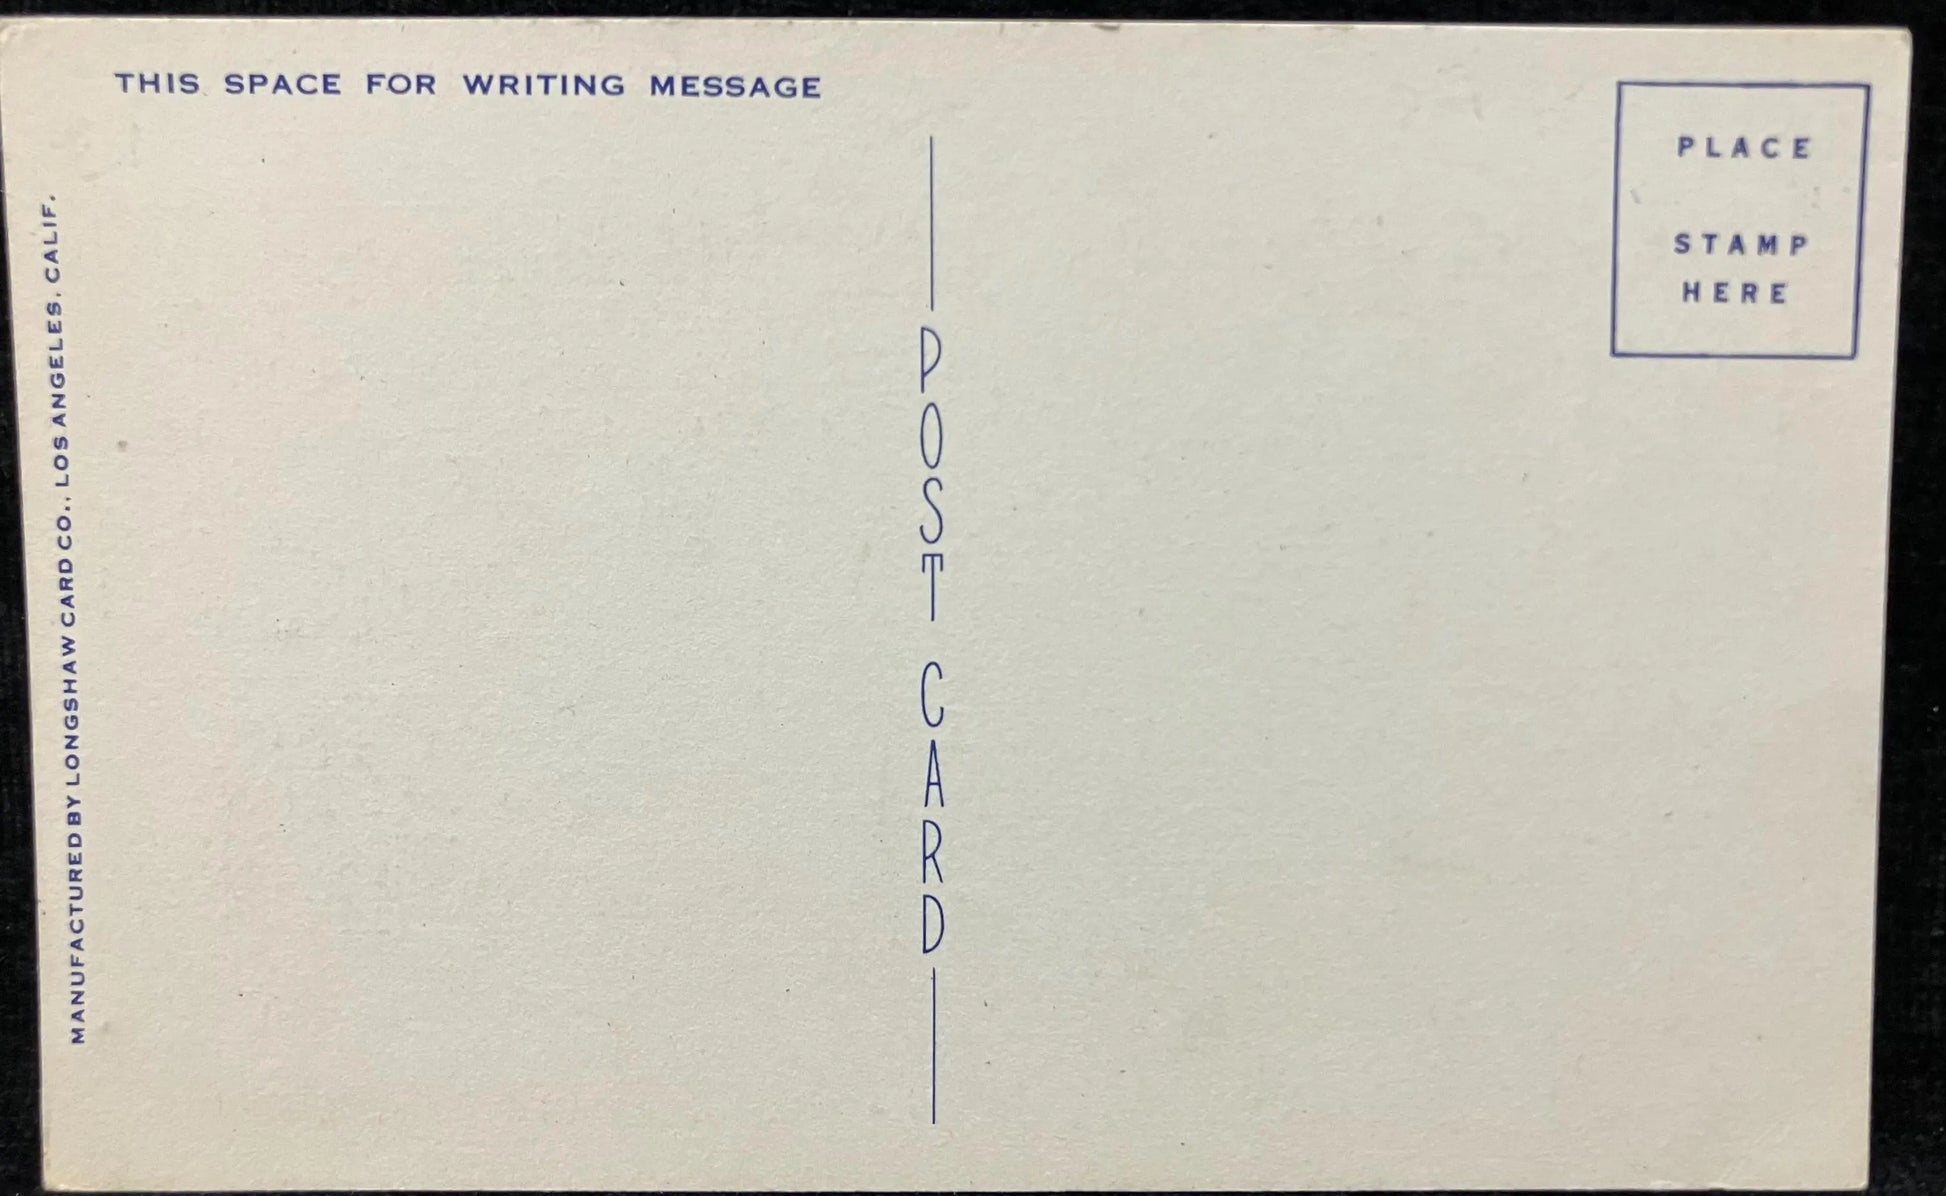 THIS SPACE FOR WRITING MESSAGE
PLACE
STAMP
HERE
POST CARD
MANUFACTURED BY LONGSHAW CARD CO., LOS ANGELES, CALIF.